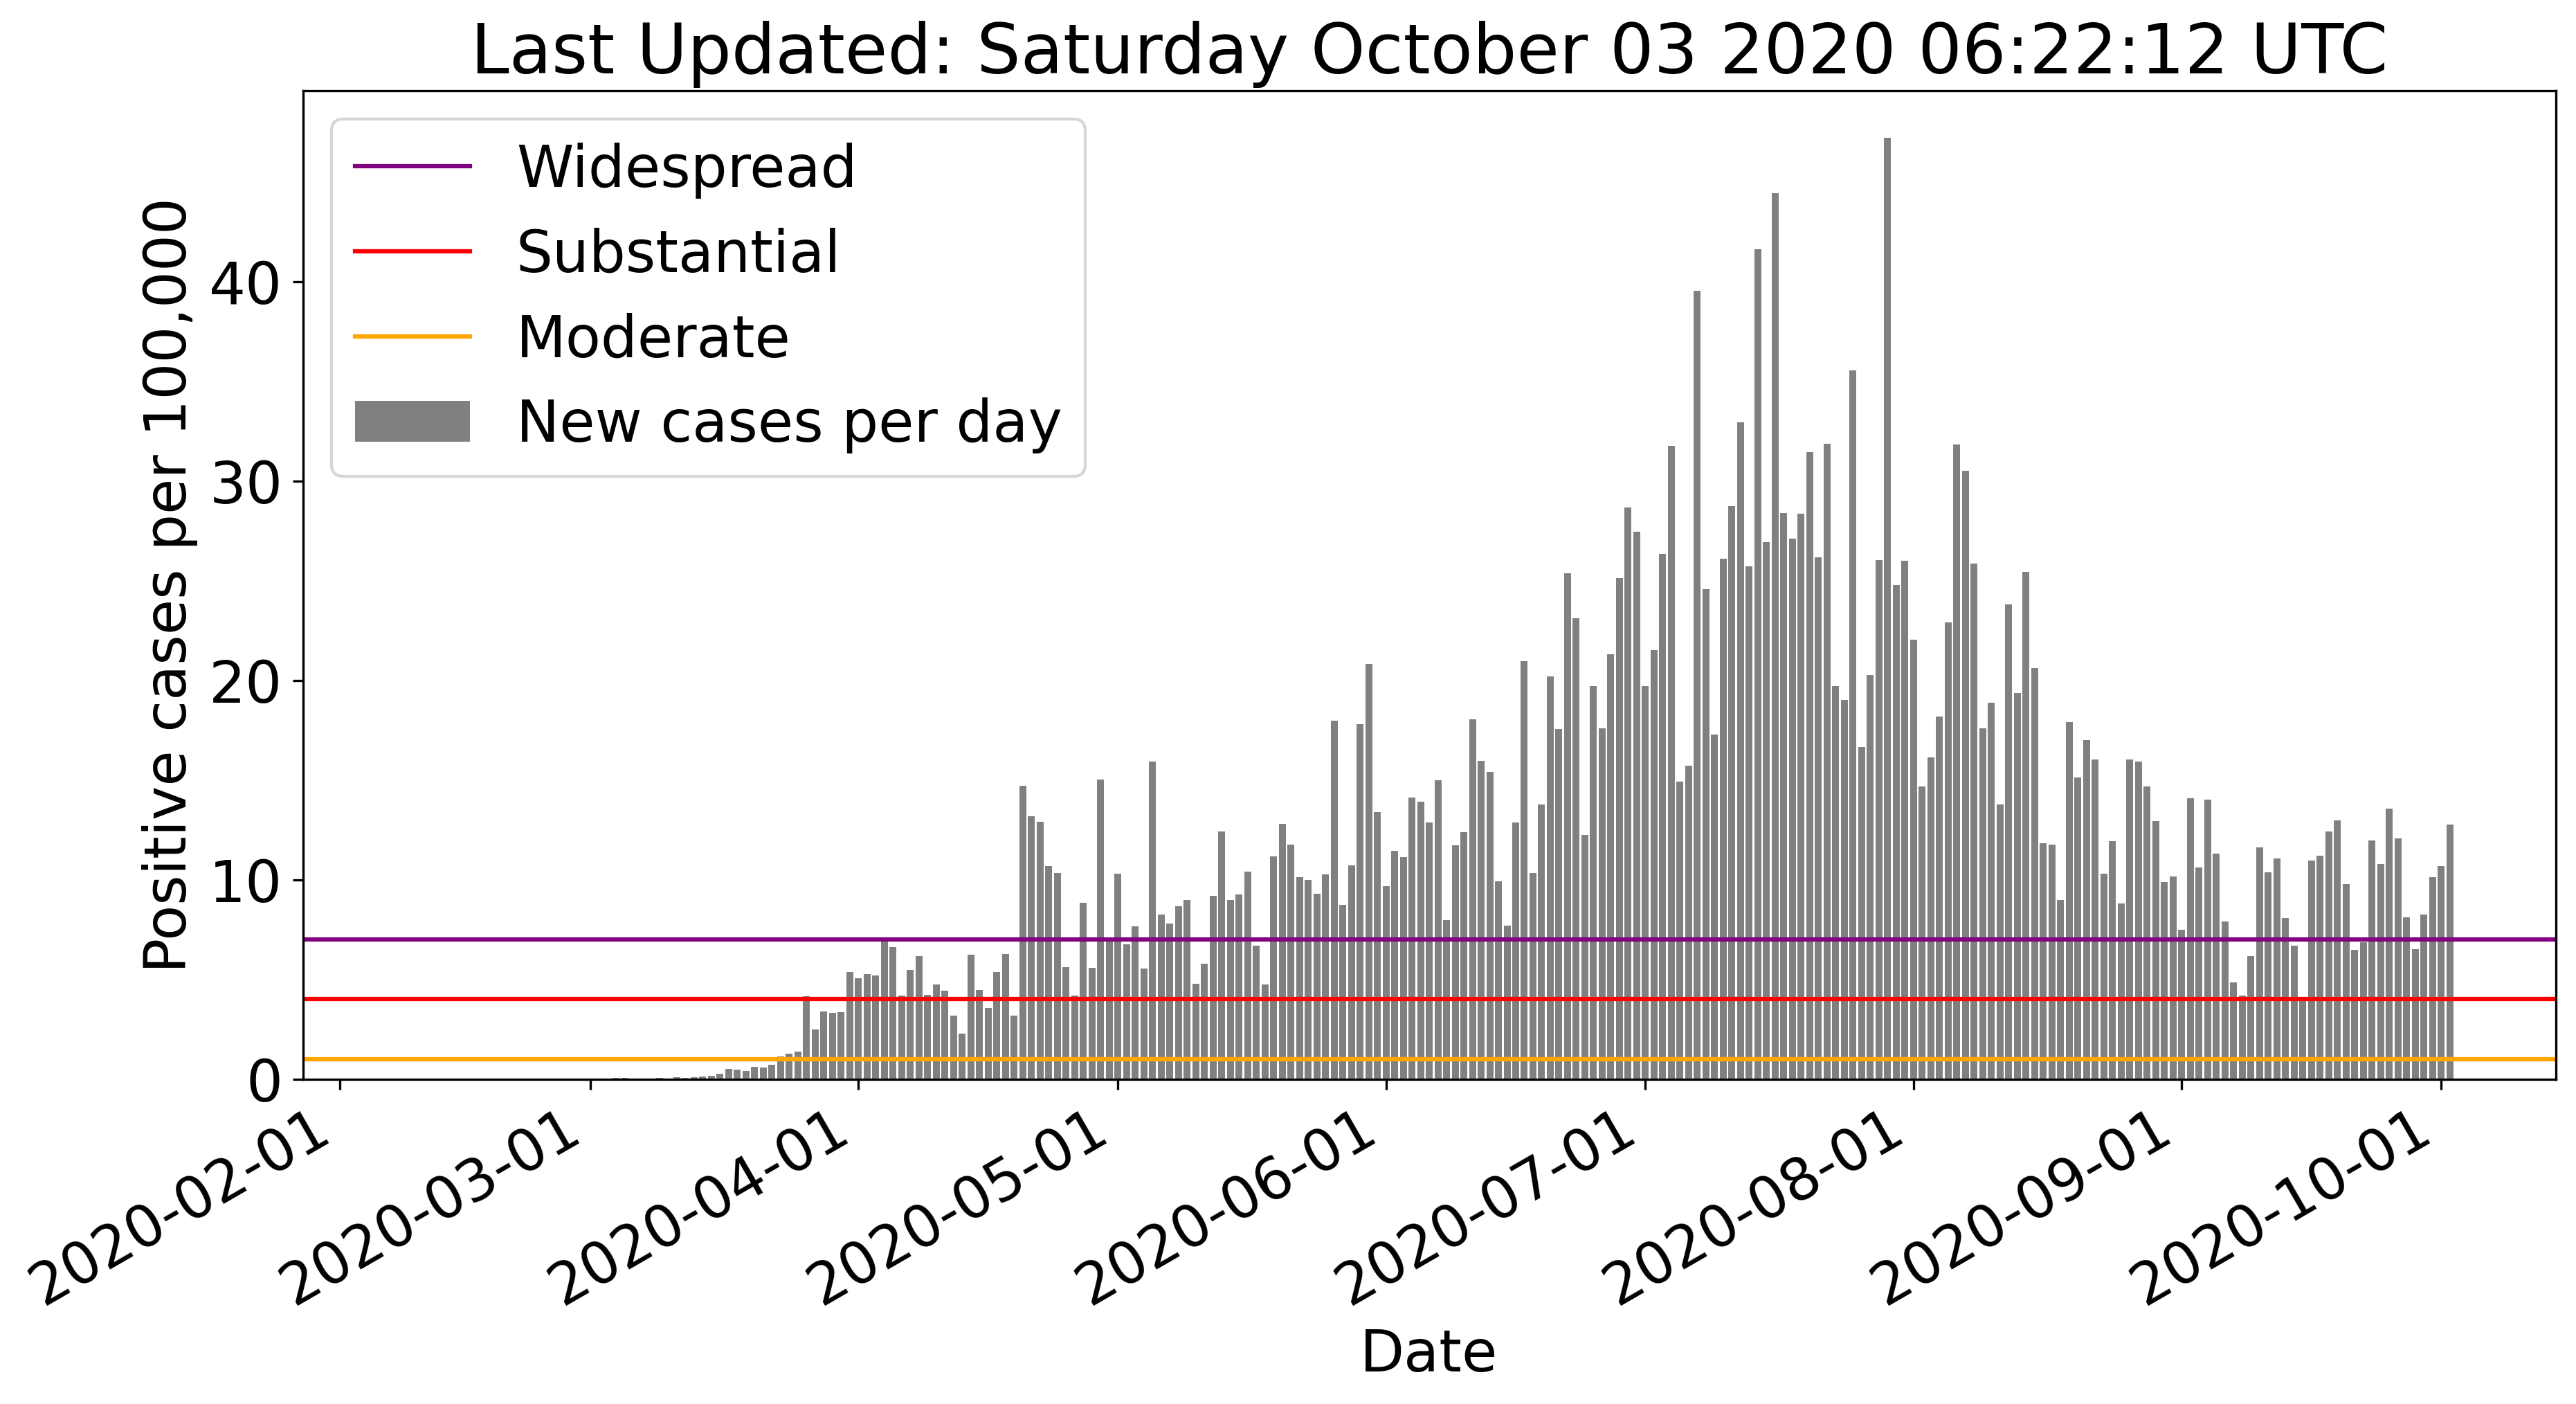 Last Updated: Saturday October 03 2020 06:22:12 UTC
Widespread
Substantial
Moderate
New cases per day
Positive cases per 100,000
40
30
20
10
0
2020-02-01
2020-03-01
2020-04-01
2020-05-01
2020-06-01
2020-07-01
2020-08-01
2020-09-01
2020-10-01
Date